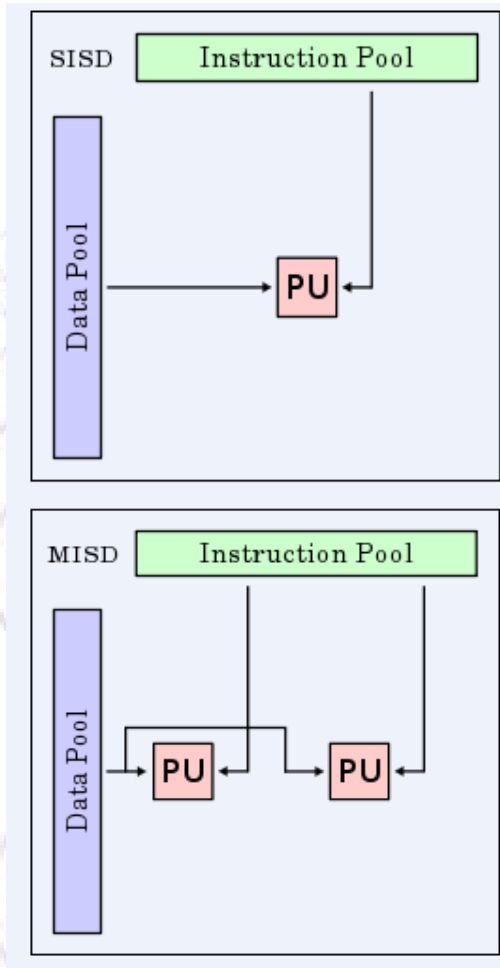 SISD Instruction Pool
Data Pool
PU
MISD Instruction Pool
Data Pool
PU PU